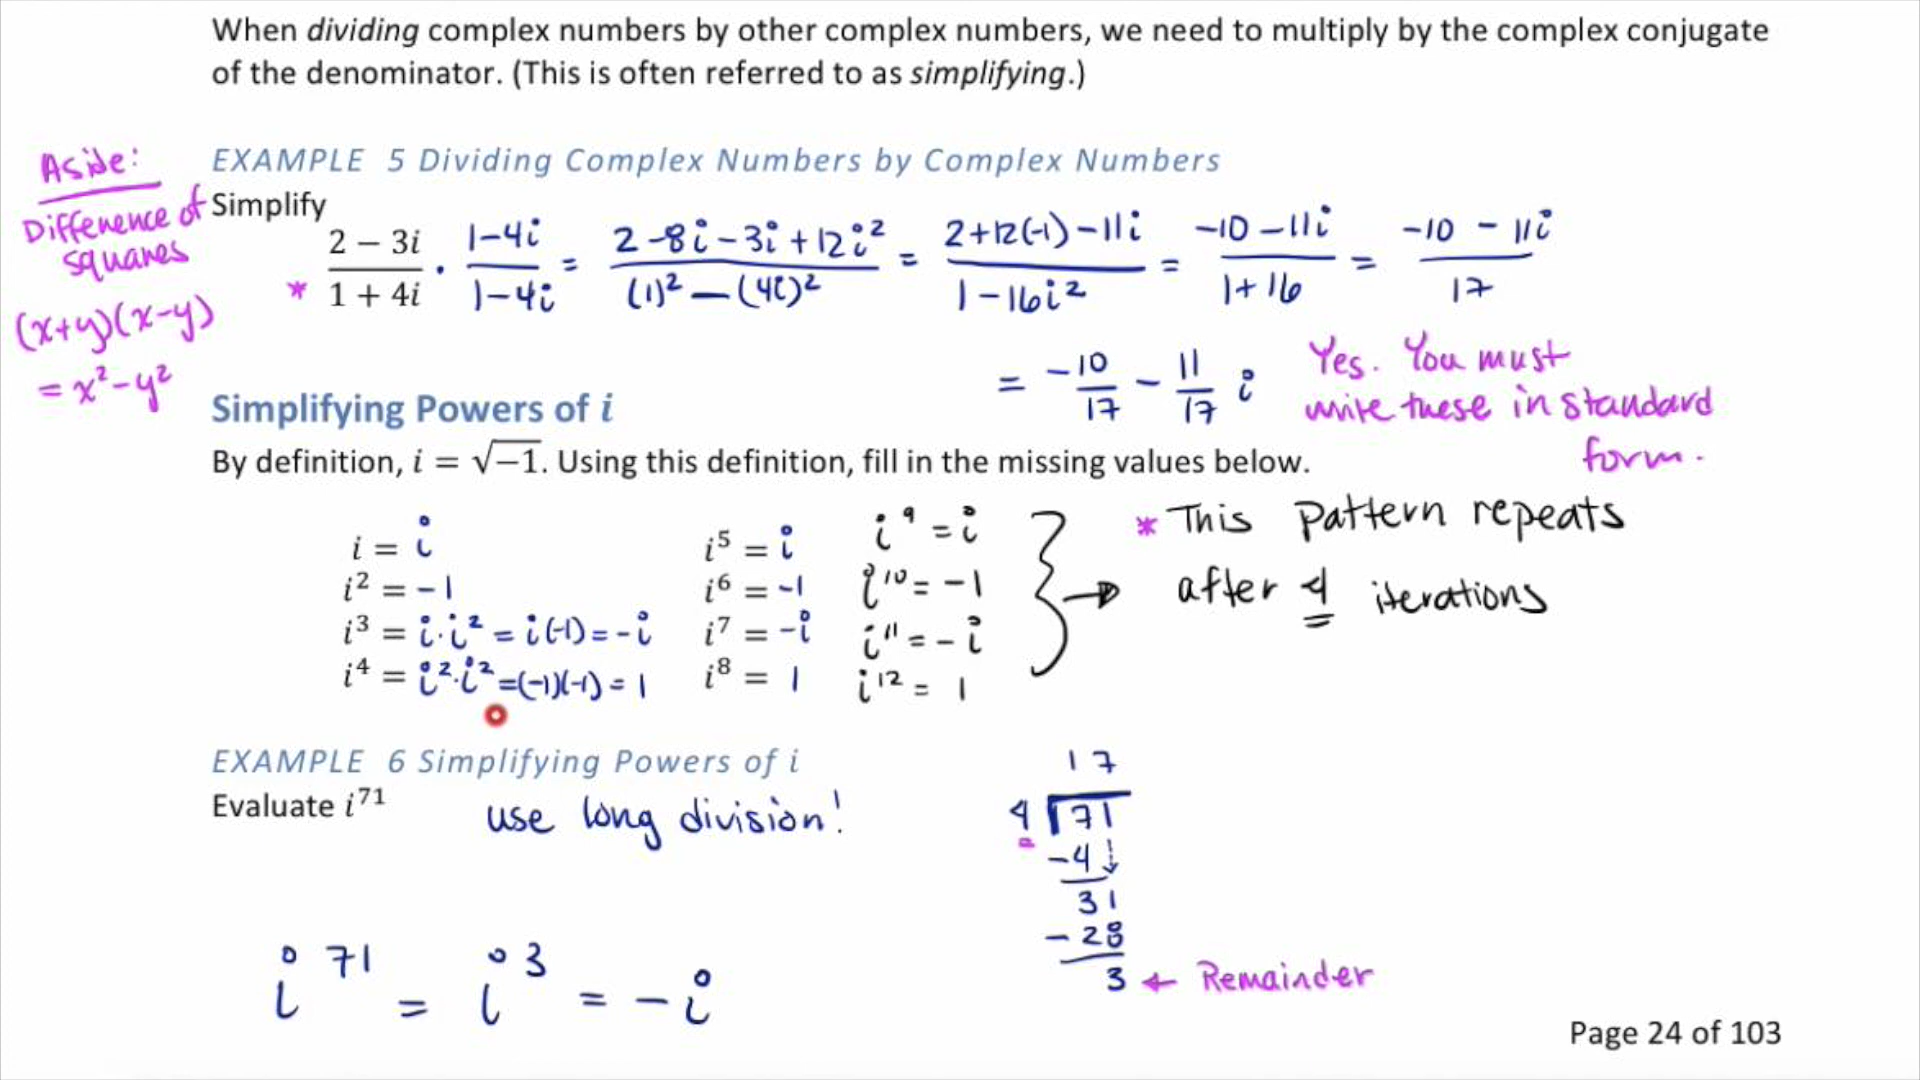 When dividing complex numbers by other complex numbers, we need to multiply by the complex conjugate
of the denominator. (This is often referred to as simplifying.)
Aside:
Difference of
squares
(x+y)(x-y)
= x² - y²
EXAMPLE 5 Dividing Complex Numbers by Complex Numbers
Simplify
* (2 − 3i)/(1 + 4i) · (1-4i)/(1-4i) = (2-8i-3i+12i²)/((1)² - (4i)²) = (2+12(-1)-11i)/(1-16i²) = (-10-11i)/(1+16) = (-10 - 11i)/17
= -10/17 - 11/17 i
Yes. You must
write these in standard
form.
Simplifying Powers of i
By definition, i = √−1. Using this definition, fill in the missing values below.
i = i
i² = -1
i³ = i·i² = i(-1) = -i
i⁴ = i²·i² = (-1)(-1) = 1
i⁵ = i
i⁶ = -1
i⁷ = -i
i⁸ = 1
i⁹ = i
i¹⁰ = -1
i¹¹ = -i
i¹² = 1
* This pattern repeats
after 4 iterations
EXAMPLE 6 Simplifying Powers of i
Evaluate i⁷¹
use long division!
17
4 71
-4↓
31
-28
3 ← Remainder
i⁷¹ = i³ = -i
Page 24 of 103